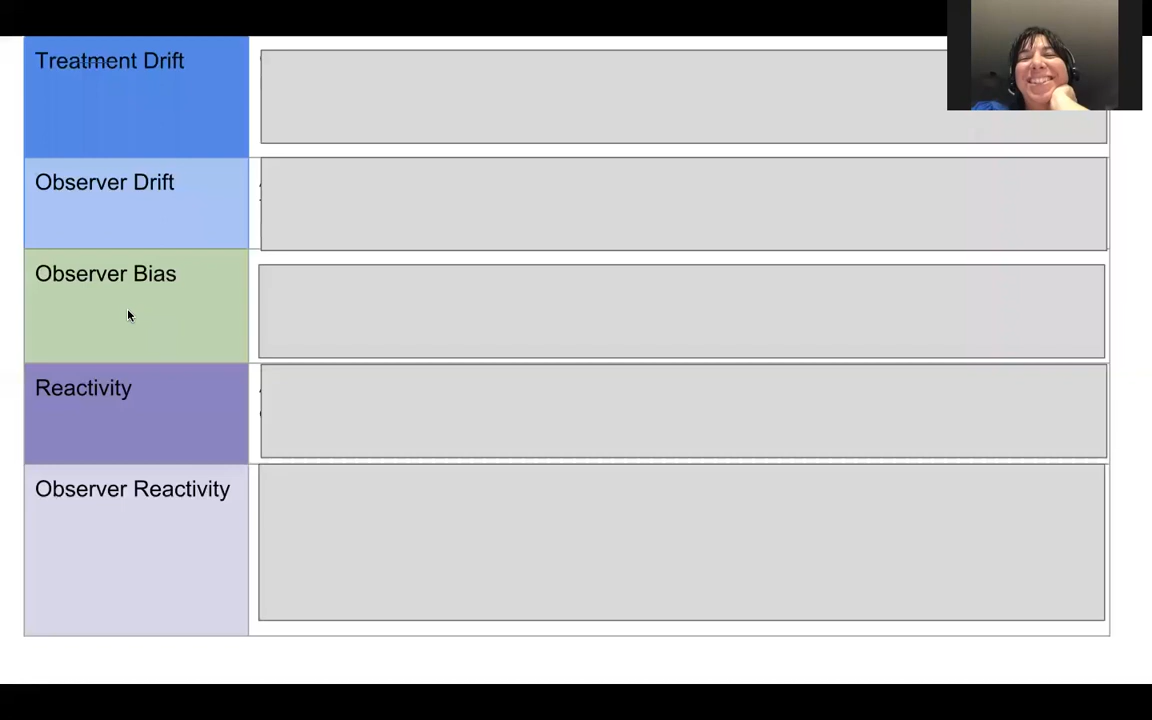 Treatment Drift
Observer Drift
Observer Bias
Reactivity
Observer Reactivity